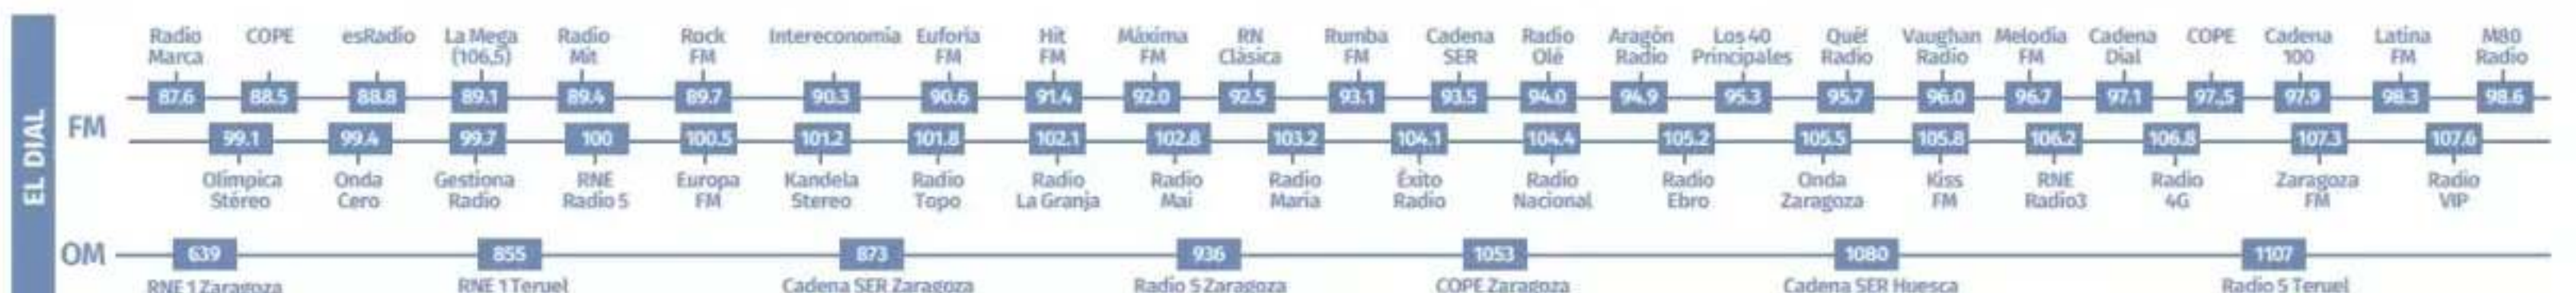 Radio COPE esRadio La Mega Radio Rock Intereconomía Euforia Hit Máxima RN Rumba Cadena Radio Aragón Los 40 Qué! Vaughan Melodía Cadena COPE Cadena Latina M80
Marca (106,5) Mit FM FM FM FM Clásica FM SER Olé Radio Principales Radio Radio FM Dial 100 FM Radio
87.6 88.5 88.8 89.1 89.4 89.7 90.3 90.6 91.4 92.0 92.5 93.1 93.5 94.0 94.9 95.3 95.7 96.0 96.7 97.1 97.,5 97.9 98.3 98.6
EL DIAL
FM
99.1 99.4 99.7 100 100.5 101.2 101.8 102.1 102.8 103.2 104.1 104.4 105.2 105.5 105.8 106.2 106.8 107.3 107.6
Olímpica Onda Gestiona RNE Europa Kandela Radio Radio Radio Radio Éxito Radio Radio Onda Kiss RNE Radio Zaragoza Radio
Stéreo Cero Radio Radio 5 FM Stereo Topo La Granja Mai María Radio Nacional Ebro Zaragoza FM Radio3 4G FM VIP
OM 639 855 873 936 1053 1080 1107
RNE 1 Zaragoza RNE 1 Teruel Cadena SER Zaragoza Radio 5 Zaragoza COPE Zaragoza Cadena SER Huesca Radio 5 Teruel